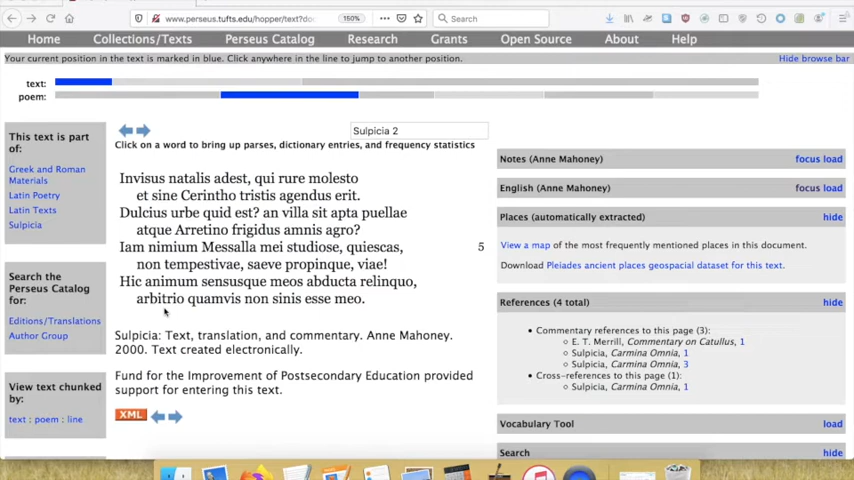 www.perseus.tufts.edu/hopper/text?do
150%
Search
Home Collections/Texts Perseus Catalog Research Grants Open Source About Help
Your current position in the text is marked in blue. Click anywhere in the line to jump to another position. Hide browse bar
text:
poem:
This text is part
of:
Greek and Roman
Materials
Latin Poetry
Latin Texts
Sulpicia
Search the
Perseus Catalog
for:
Editions/Translations
Author Group
View text chunked
by:
text : poem : line
Sulpicia 2
Click on a word to bring up parses, dictionary entries, and frequency statistics
Invisus natalis adest, qui rure molesto
et sine Cerintho tristis agendus erit.
Dulcius urbe quid est? an villa sit apta puellae
atque Arretino frigidus amnis agro?
Iam nimium Messalla mei studiose, quiescas, 5
non tempestivae, saeve propinque, viae!
Hic animum sensusque meos abducta relinquo,
arbitrio quamvis non sinis esse meo.
Sulpicia: Text, translation, and commentary. Anne Mahoney.
2000. Text created electronically.
Fund for the Improvement of Postsecondary Education provided
support for entering this text.
XML
Notes (Anne Mahoney) focus load
English (Anne Mahoney) focus load
Places (automatically extracted) hide
View a map of the most frequently mentioned places in this document.
Download Pleiades ancient places geospatial dataset for this text.
References (4 total) hide
Commentary references to this page (3):
E. T. Merrill, Commentary on Catullus, 1
Sulpicia, Carmina Omnia, 1
Sulpicia, Carmina Omnia, 3
Cross-references to this page (1):
Sulpicia, Carmina Omnia, 1
Vocabulary Tool load
Search hide